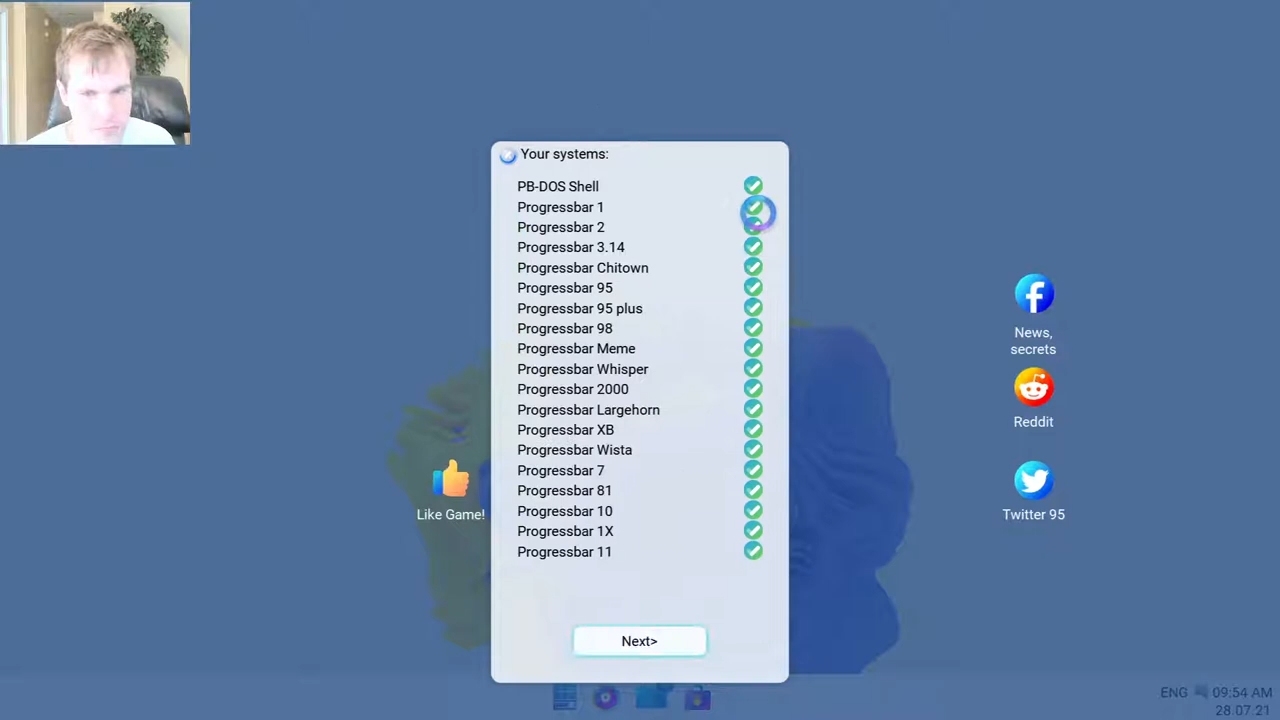 Your systems:
PB-DOS Shell
Progressbar 1
Progressbar 2
Progressbar 3.14
Progressbar Chitown
Progressbar 95
Progressbar 95 plus
Progressbar 98
Progressbar Meme
Progressbar Whisper
Progressbar 2000
Progressbar Largehorn
Progressbar XB
Progressbar Wista
Progressbar 7
Progressbar 81
Progressbar 10
Progressbar 1X
Progressbar 11
Next>
Like Game!
News,
secrets
Reddit
Twitter 95
ENG 09:54 AM
28.07.21